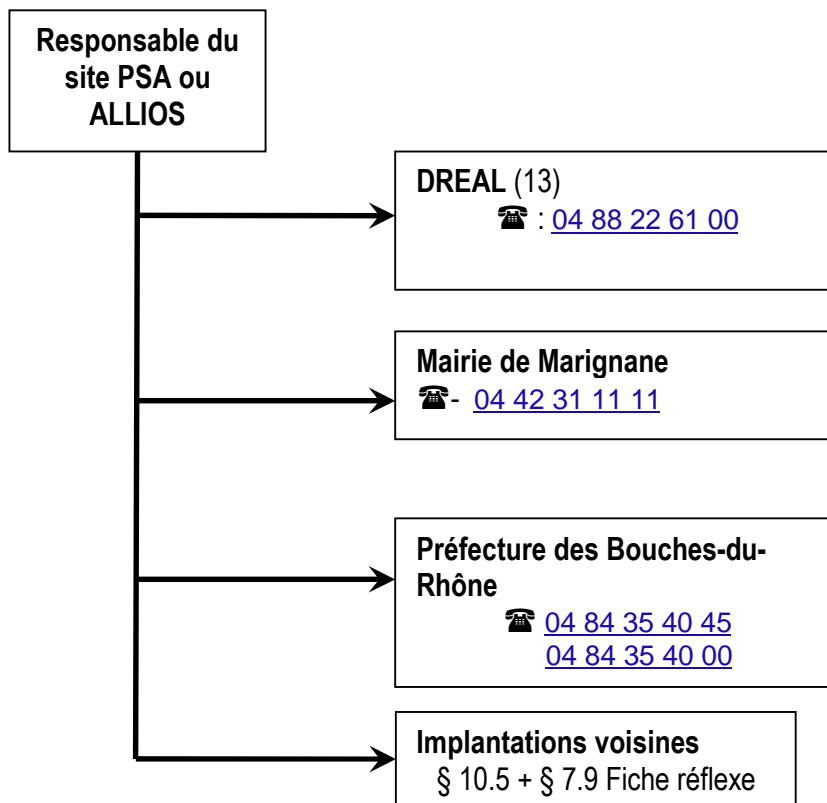 Responsable du
site PSA ou
ALLIOS
DREAL (13)
☎ : 04 88 22 61 00
Mairie de Marignane
☎- 04 42 31 11 11
Préfecture des Bouches-du-
Rhône
☎ 04 84 35 40 45
04 84 35 40 00
Implantations voisines
§ 10.5 + § 7.9 Fiche réflexe